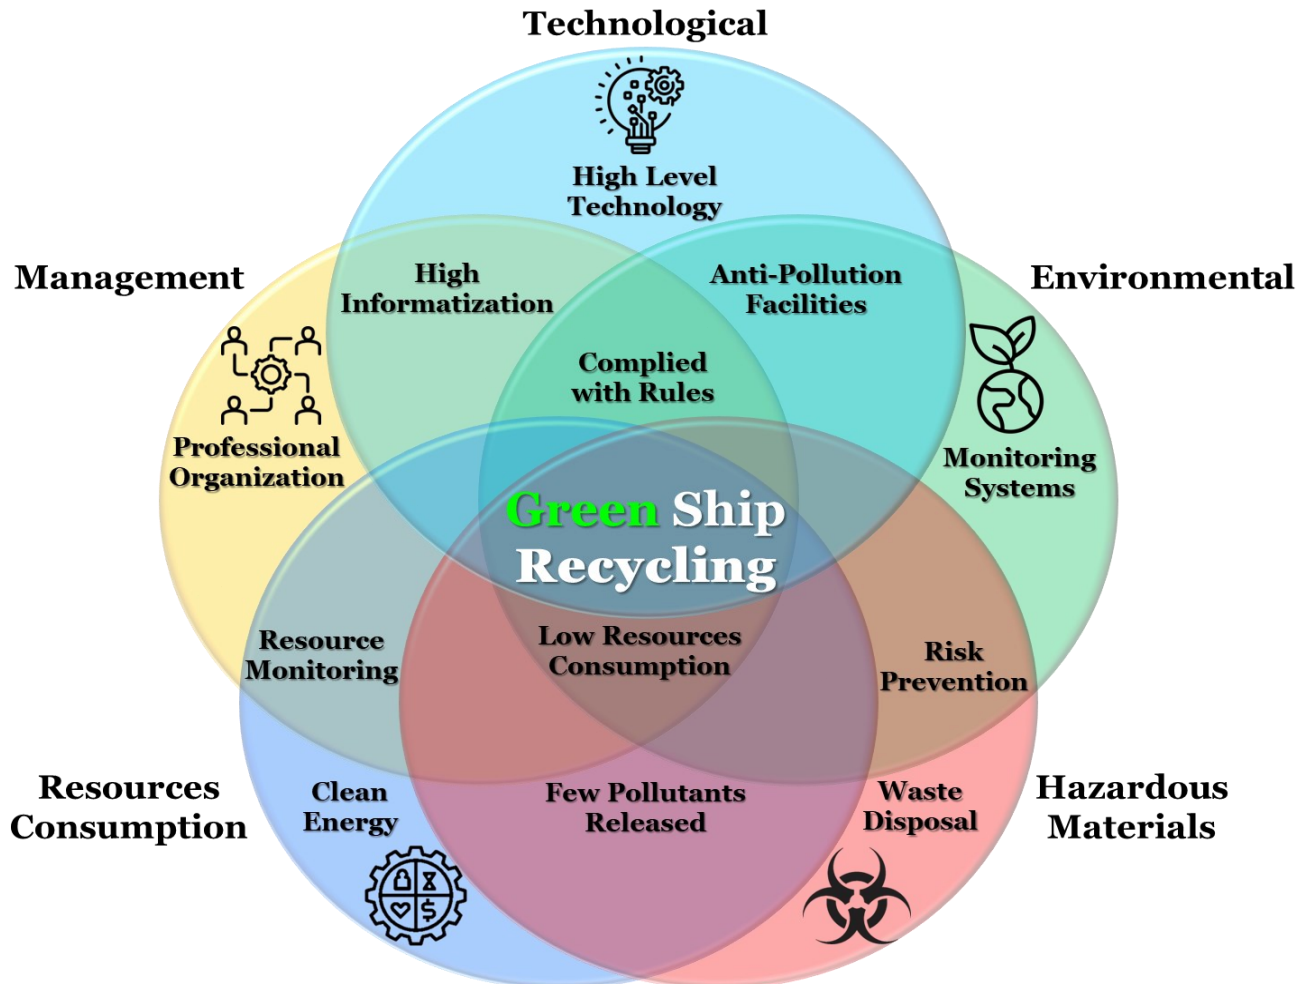 Technological
High Level
Technology
Management
High
Informatization
Anti-Pollution
Facilities
Environmental
Complied
with Rules
Professional
Organization
Monitoring
Systems
Green Ship
Recycling
Resource
Monitoring
Low Resources
Consumption
Risk
Prevention
Resources
Consumption
Clean
Energy
Few Pollutants
Released
Waste
Disposal
Hazardous
Materials
$